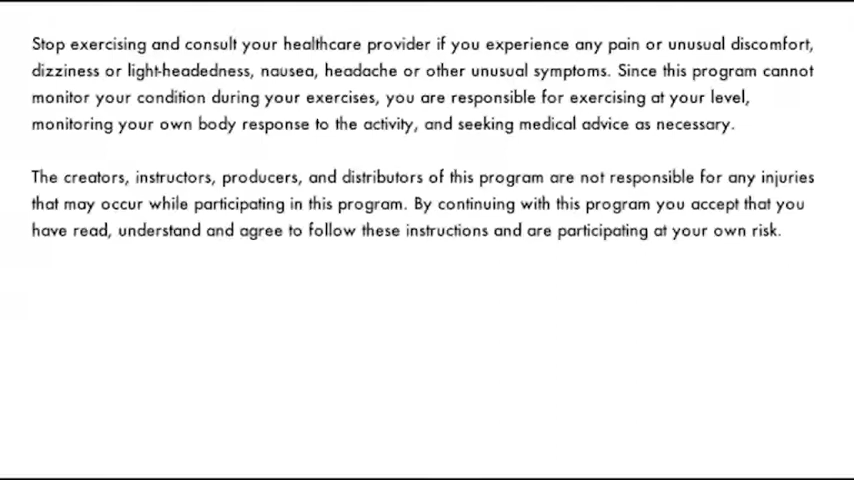 Stop exercising and consult your healthcare provider if you experience any pain or unusual discomfort,
dizziness or light-headedness, nausea, headache or other unusual symptoms. Since this program cannot
monitor your condition during your exercises, you are responsible for exercising at your level,
monitoring your own body response to the activity, and seeking medical advice as necessary.
The creators, instructors, producers, and distributors of this program are not responsible for any injuries
that may occur while participating in this program. By continuing with this program you accept that you
have read, understand and agree to follow these instructions and are participating at your own risk.